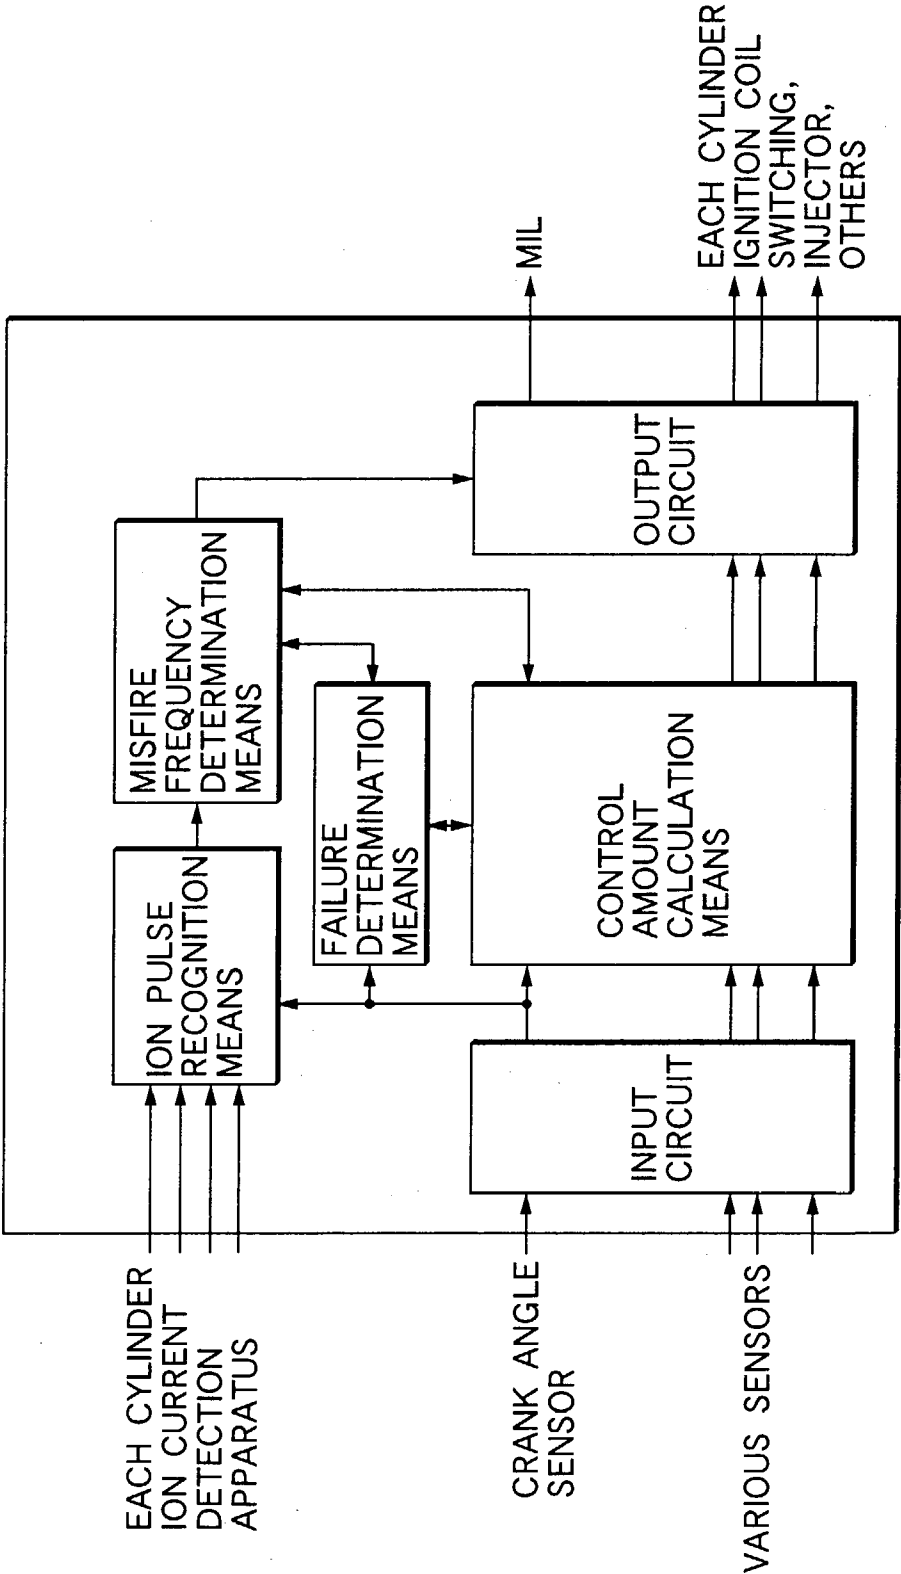 EACH CYLINDER
ION CURRENT
DETECTION
APPARATUS
ION PULSE
RECOGNITION
MEANS
MISFIRE
FREQUENCY
DETERMINATION
MEANS
FAILURE
DETERMINATION
MEANS
CRANK ANGLE
SENSOR
VARIOUS SENSORS
INPUT
CIRCUIT
CONTROL
AMOUNT
CALCULATION
MEANS
OUTPUT
CIRCUIT
MIL
EACH CYLINDER
IGNITION COIL
SWITCHING,
INJECTOR,
OTHERS